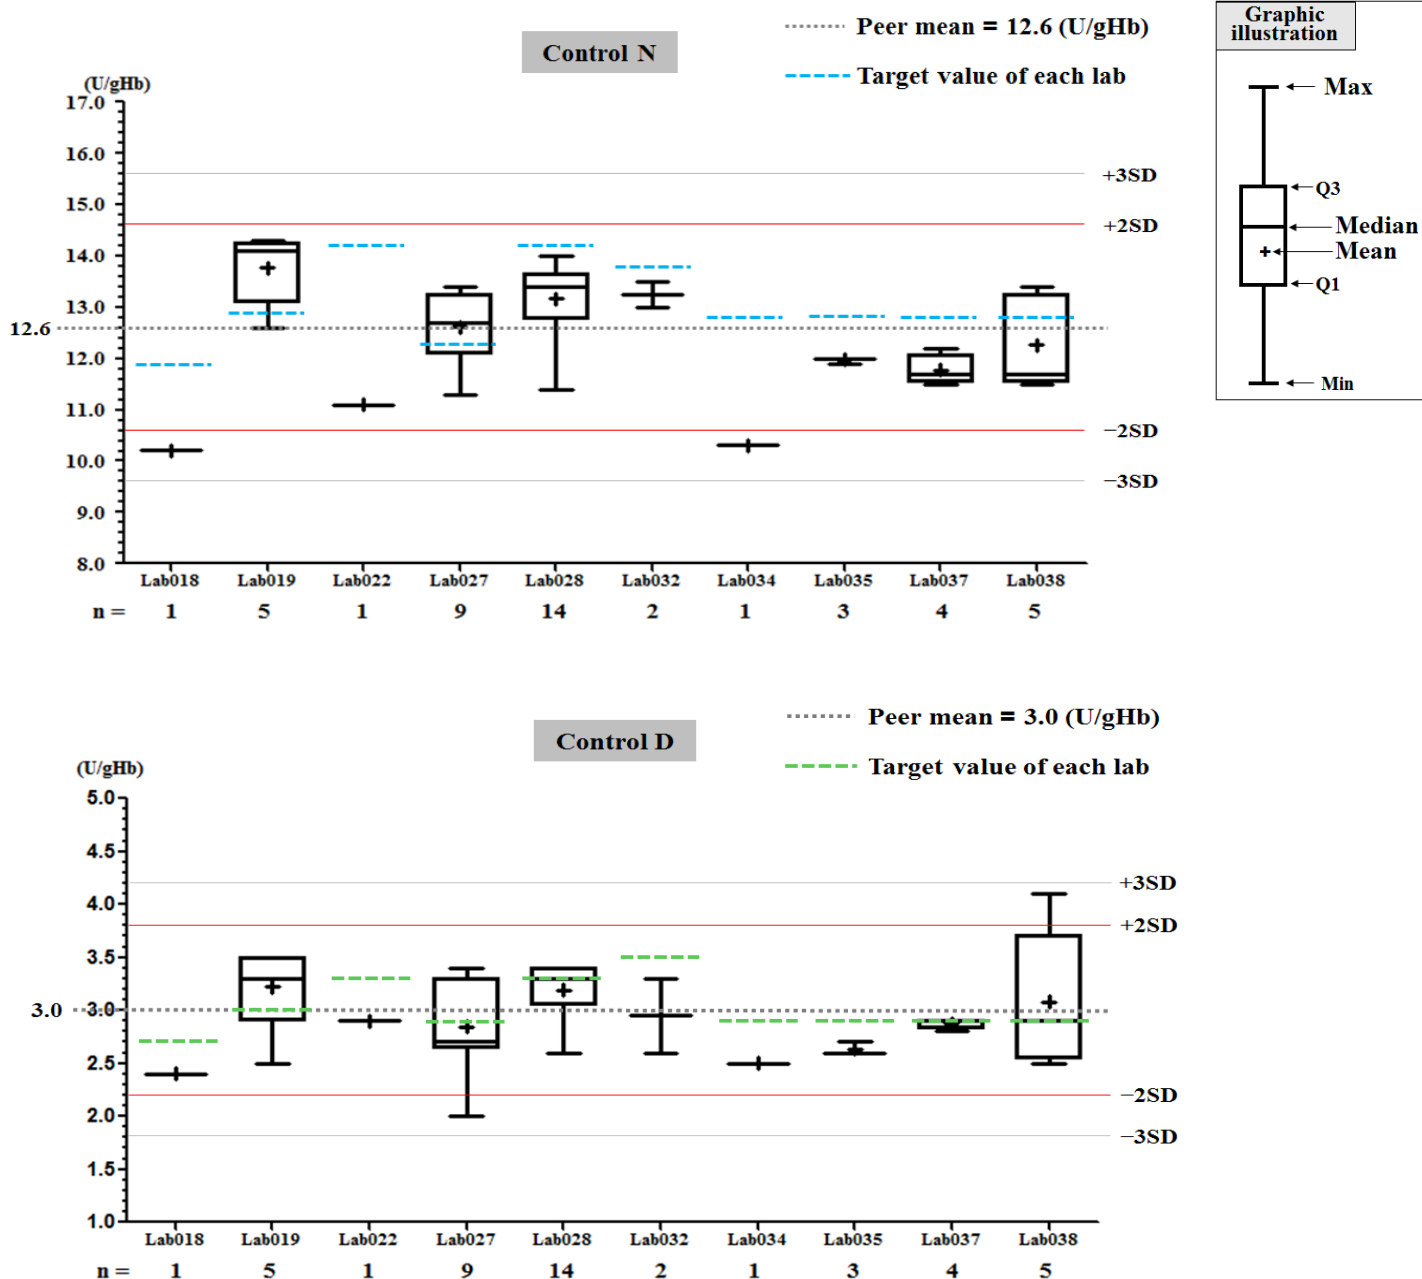 Peer mean = 12.6 (U/gHb)
Control N
Target value of each lab
(U/gHb)
17.0
16.0
+3SD
15.0
+2SD
14.0
13.0
12.6
12.0
11.0
−2SD
10.0
−3SD
9.0
8.0
Lab018 Lab019 Lab022 Lab027 Lab028 Lab032 Lab034 Lab035 Lab037 Lab038
n = 1 5 1 9 14 2 1 3 4 5
Graphic
illustration
Max
Q3
Median
Mean
Q1
Min
Peer mean = 3.0 (U/gHb)
Control D
Target value of each lab
(U/gHb)
5.0
4.5
+3SD
4.0
+2SD
3.5
3.0 3.0
2.5
−2SD
2.0
−3SD
1.5
1.0
Lab018 Lab019 Lab022 Lab027 Lab028 Lab032 Lab034 Lab035 Lab037 Lab038
n = 1 5 1 9 14 2 1 3 4 5